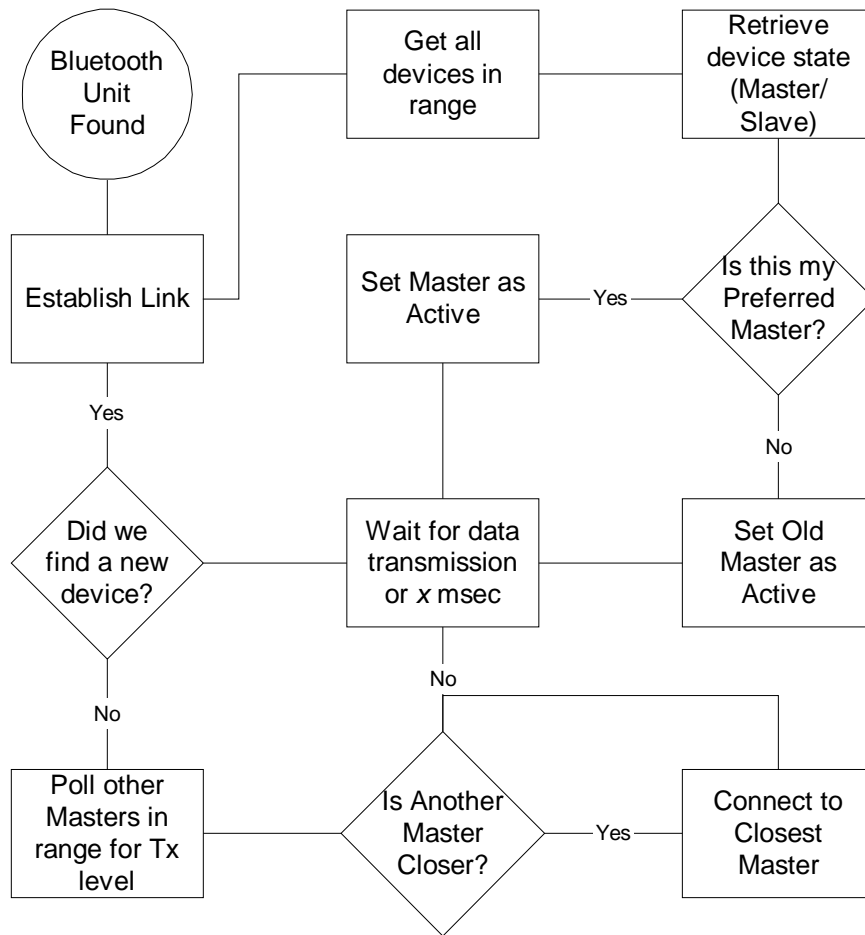 Bluetooth
Unit
Found
Get all
devices in
range
Retrieve
device state
(Master/
Slave)
Establish Link
Set Master as
Active
Yes
Is this my
Preferred
Master?
Yes
No
Did we
find a new
device?
Wait for data
transmission
or x msec
Set Old
Master as
Active
No
No
Poll other
Masters in
range for Tx
level
Is Another
Master
Closer?
Yes
Connect to
Closest
Master